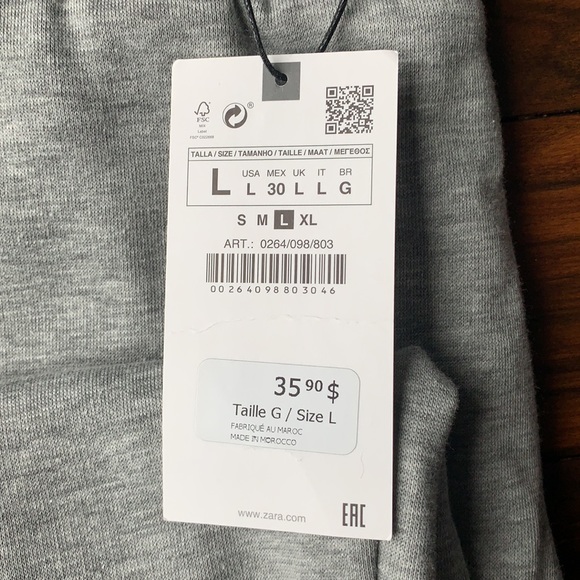 FSC
®
TALLA / SIZE / TAMANHO / TAILLE / MAAT / ΜΕΓΕΘΟΣ
USA MEX UK IT BR
L L 30 L L G
S M L XL
ART.: 0264/098/803
00264098803046
35 90 $
Taille G / Size L
FABRIQUÉ AU MAROC
MADE IN MOROCCO
www.zara.com
EAC